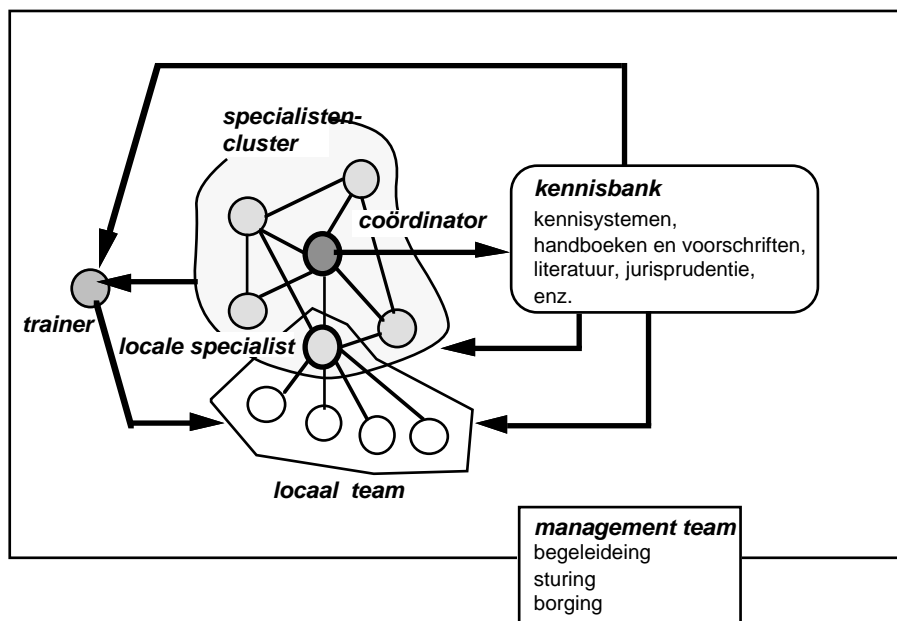 specialisten-
cluster
coördinator
kennisbank
kennisystemen,
handboeken en voorschriften,
literatuur, jurisprudentie,
enz.
trainer
locale specialist
locaal team
management team
begeleideing
sturing
borging